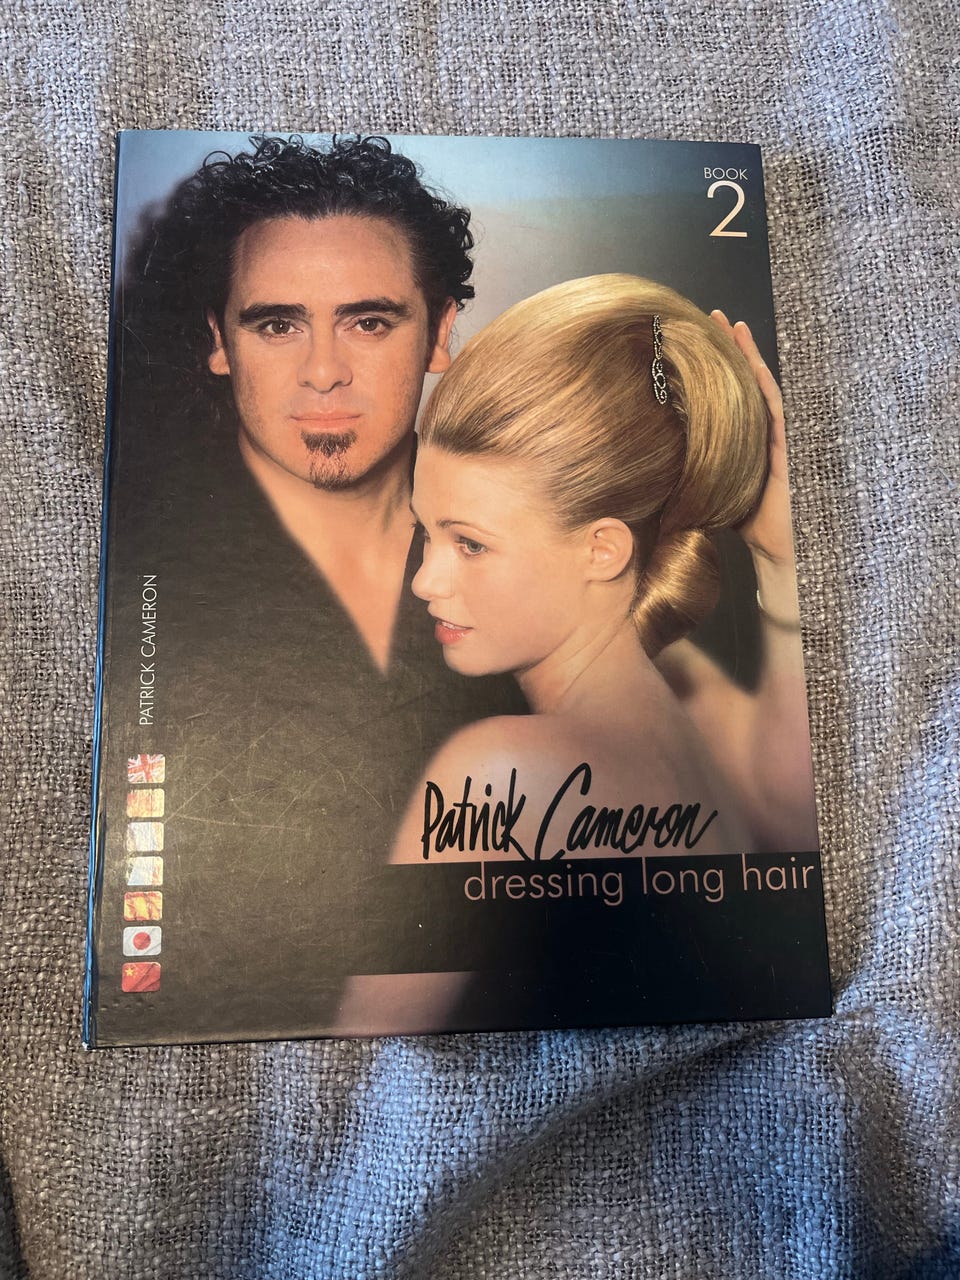 BOOK
2
PATRICK CAMERON
Patrick Cameron
dressing long hair